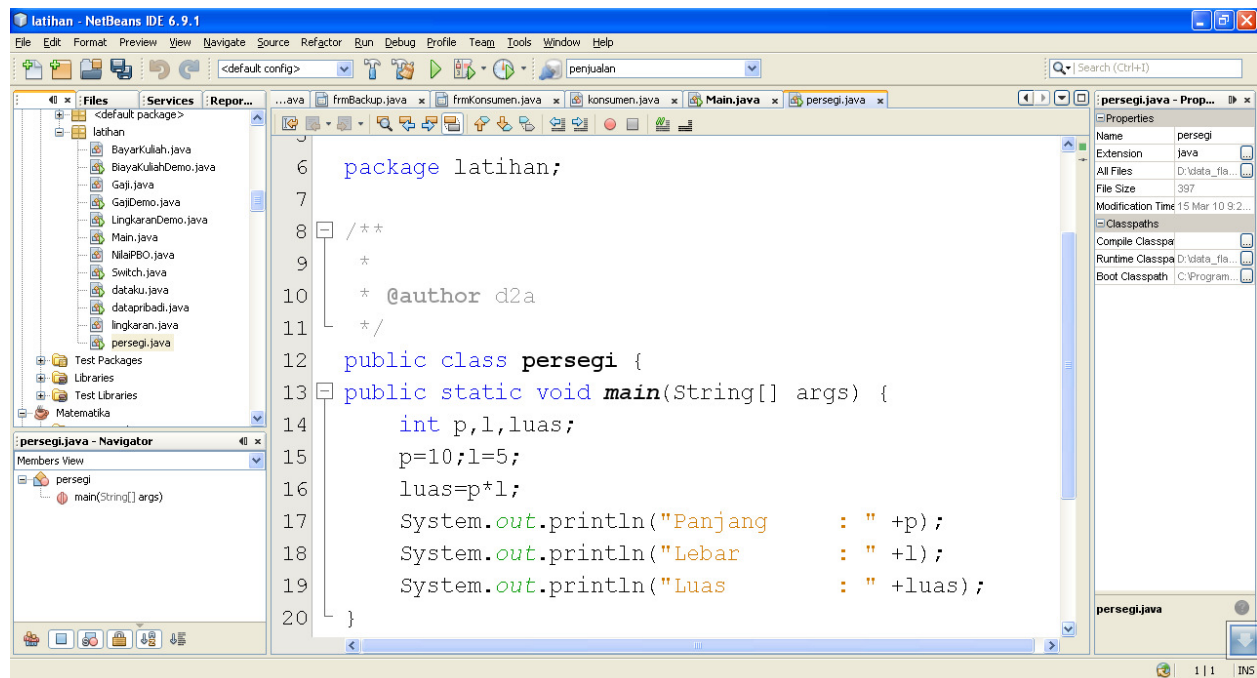 latihan - NetBeans IDE 6.9.1
File Edit Format Preview View Navigate Source Refactor Run Debug Profile Team Tools Window Help
<default config>
penjualan
Search (Ctrl+I)
Files Services Repor...
<default package>
latihan
BayarKuliah.java
BiayaKuliahDemo.java
Gaji.java
GajiDemo.java
LingkaranDemo.java
Main.java
NilaiPBO.java
Switch.java
dataku.java
datapribadi.java
lingkaran.java
persegi.java
Test Packages
Libraries
Test Libraries
Matematika
persegi.java - Navigator
Members View
persegi
main(String[] args)
...ava frmBackup.java x frmKonsumen.java x konsumen.java x Main.java x persegi.java x
6 package latihan;
7
8 /**
9 *
10 * @author d2a
11 */
12 public class persegi {
13 public static void main(String[] args) {
14 int p,l,luas;
15 p=10;l=5;
16 luas=p*l;
17 System.out.println("Panjang      : " +p);
18 System.out.println("Lebar        : " +l);
19 System.out.println("Luas         : " +luas);
20 }
persegi.java - Prop...
Properties
Name persegi
Extension java
All Files D:\data_fla...
File Size 397
Modification Time 15 Mar 10 9:2...
Classpaths
Compile Classpa
Runtime Classpa D:\data_fla...
Boot Classpath C:\Program...
persegi.java
1|1 INS